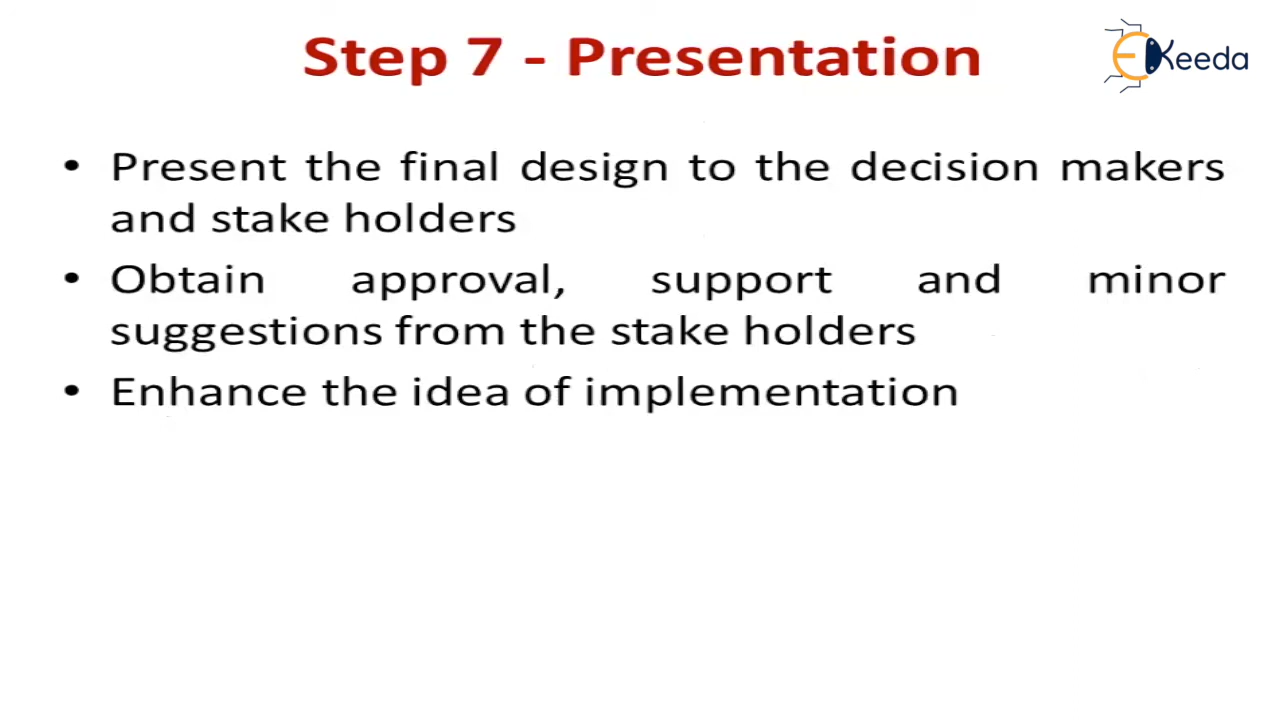 Step 7 - Presentation
EKeeda
• Present the final design to the decision makers
and stake holders
• Obtain approval, support and minor
suggestions from the stake holders
• Enhance the idea of implementation